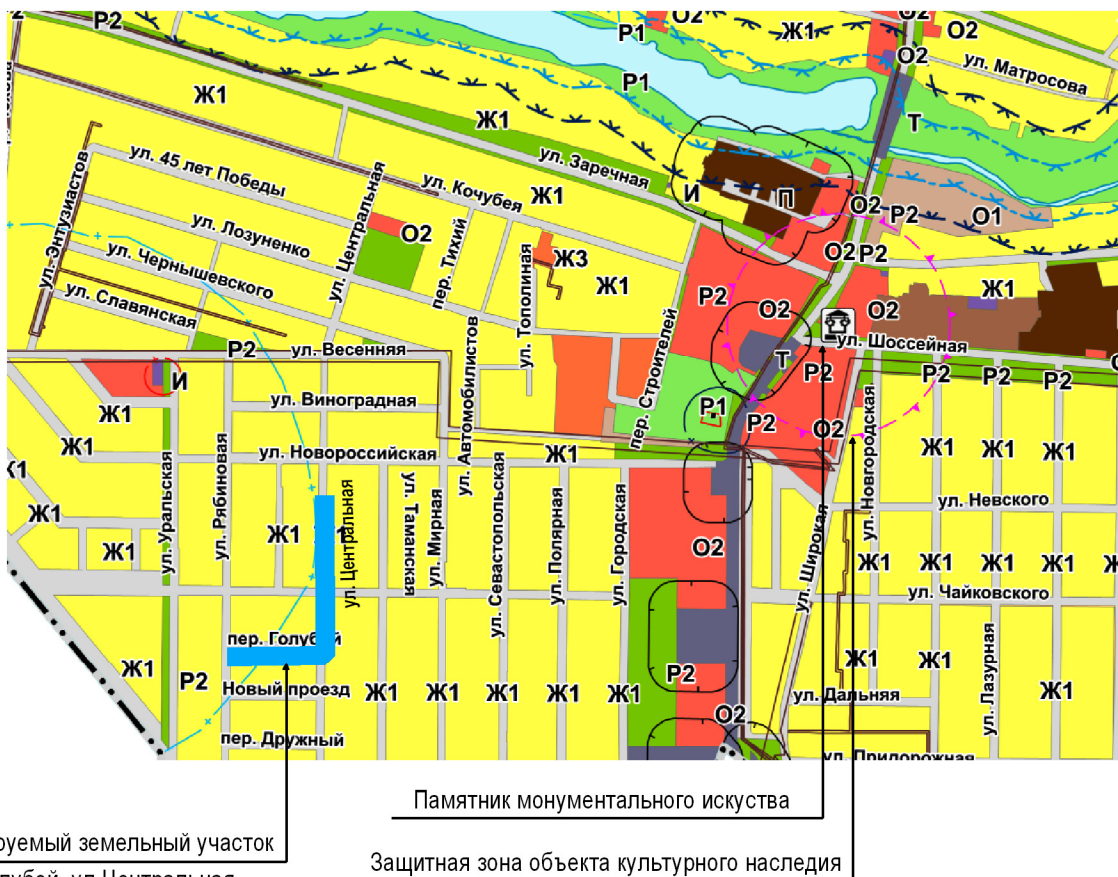 Р2
Р2
О2
О2
О2
Р1
Ж1
О2
ул. Матросова
Р1
Ж1
Ж1
Т
ул. Заречная
ул. 45 лет Победы
ул. Кочубея
Ж1
И
П
О2
Р2
О1
ул. Энтузиастов
ул. Лозуненко
ул. Центральная
О2
пер. Тихий
ул. Чернышевского
ул. Тополиная
Ж3
Ж1
Р2
О2
Р2
Ж1
ул. Славянская
О2
О2
ул. Шоссейная
Р2
ул. Весенняя
пер. Строителей
Т
Р2
Р2
Р2
Р2
И
ул. Автомобилистов
ул. Виноградная
Р1
Р2
О2
Ж1
ул. Новороссийская
Ж1
Ж1
Ж1
Ж1
Ж1
ул. Уральская
ул. Рябиновая
ул. Центральная
ул. Таманская
ул. Мирная
ул. Севастопольская
ул. Полярная
ул. Городская
ул. Широкая
ул. Новгородская
ул. Невского
Ж1
Ж1
Ж1
О2
Ж1
Ж1
Ж1
Ж1
ул. Чайковского
пер. Голубой
Ж1
Р2
Новый проезд
Ж1
Ж1
Ж1
Ж1
Ж1
Р2
Ж1
Ж1
ул. Дальняя
ул. Лазурная
Ж1
пер. Дружный
О2
ул. Придорожная
Памятник монументального искуства
руемый земельный участок
Защитная зона объекта культурного наследия
лубой, ул.Центральная